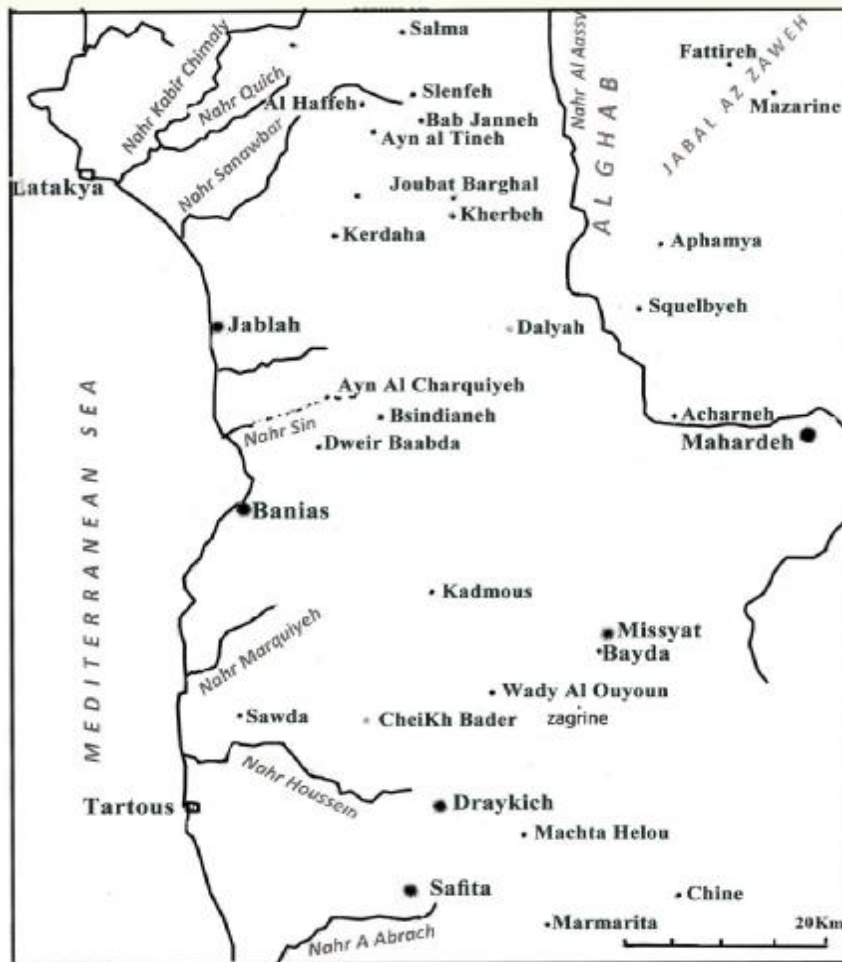 Salma
Fattireh
Nahr Kabir Chimaly
Nahr Quich
Nahr Al Aassy
ALGHAB
JABAL AZ ZAWEH
Slenfeh
Mazarine
Al Haffeh
Bab Janneh
Ayn al Tineh
Nahr Sanawbar
Latakya
Joubat Barghal
Kherbeh
Kerdaha
Aphamya
Squelbyeh
Jablah
Dalyah
Ayn Al Charquiyeh
Bsindianeh
Acharneh
Nahr Sin
Dweir Baabda
Mahardeh
MEDITERRANEAN SEA
Banias
Kadmous
Missyat
Bayda
Nahr Marquiyeh
Wady Al Ouyoun
Sawda
CheiKh Bader
zagrine
Nahr Houssein
Tartous
Draykich
Machta Helou
Safita
Chine
Marmarita
20Km
Nahr A Abrach